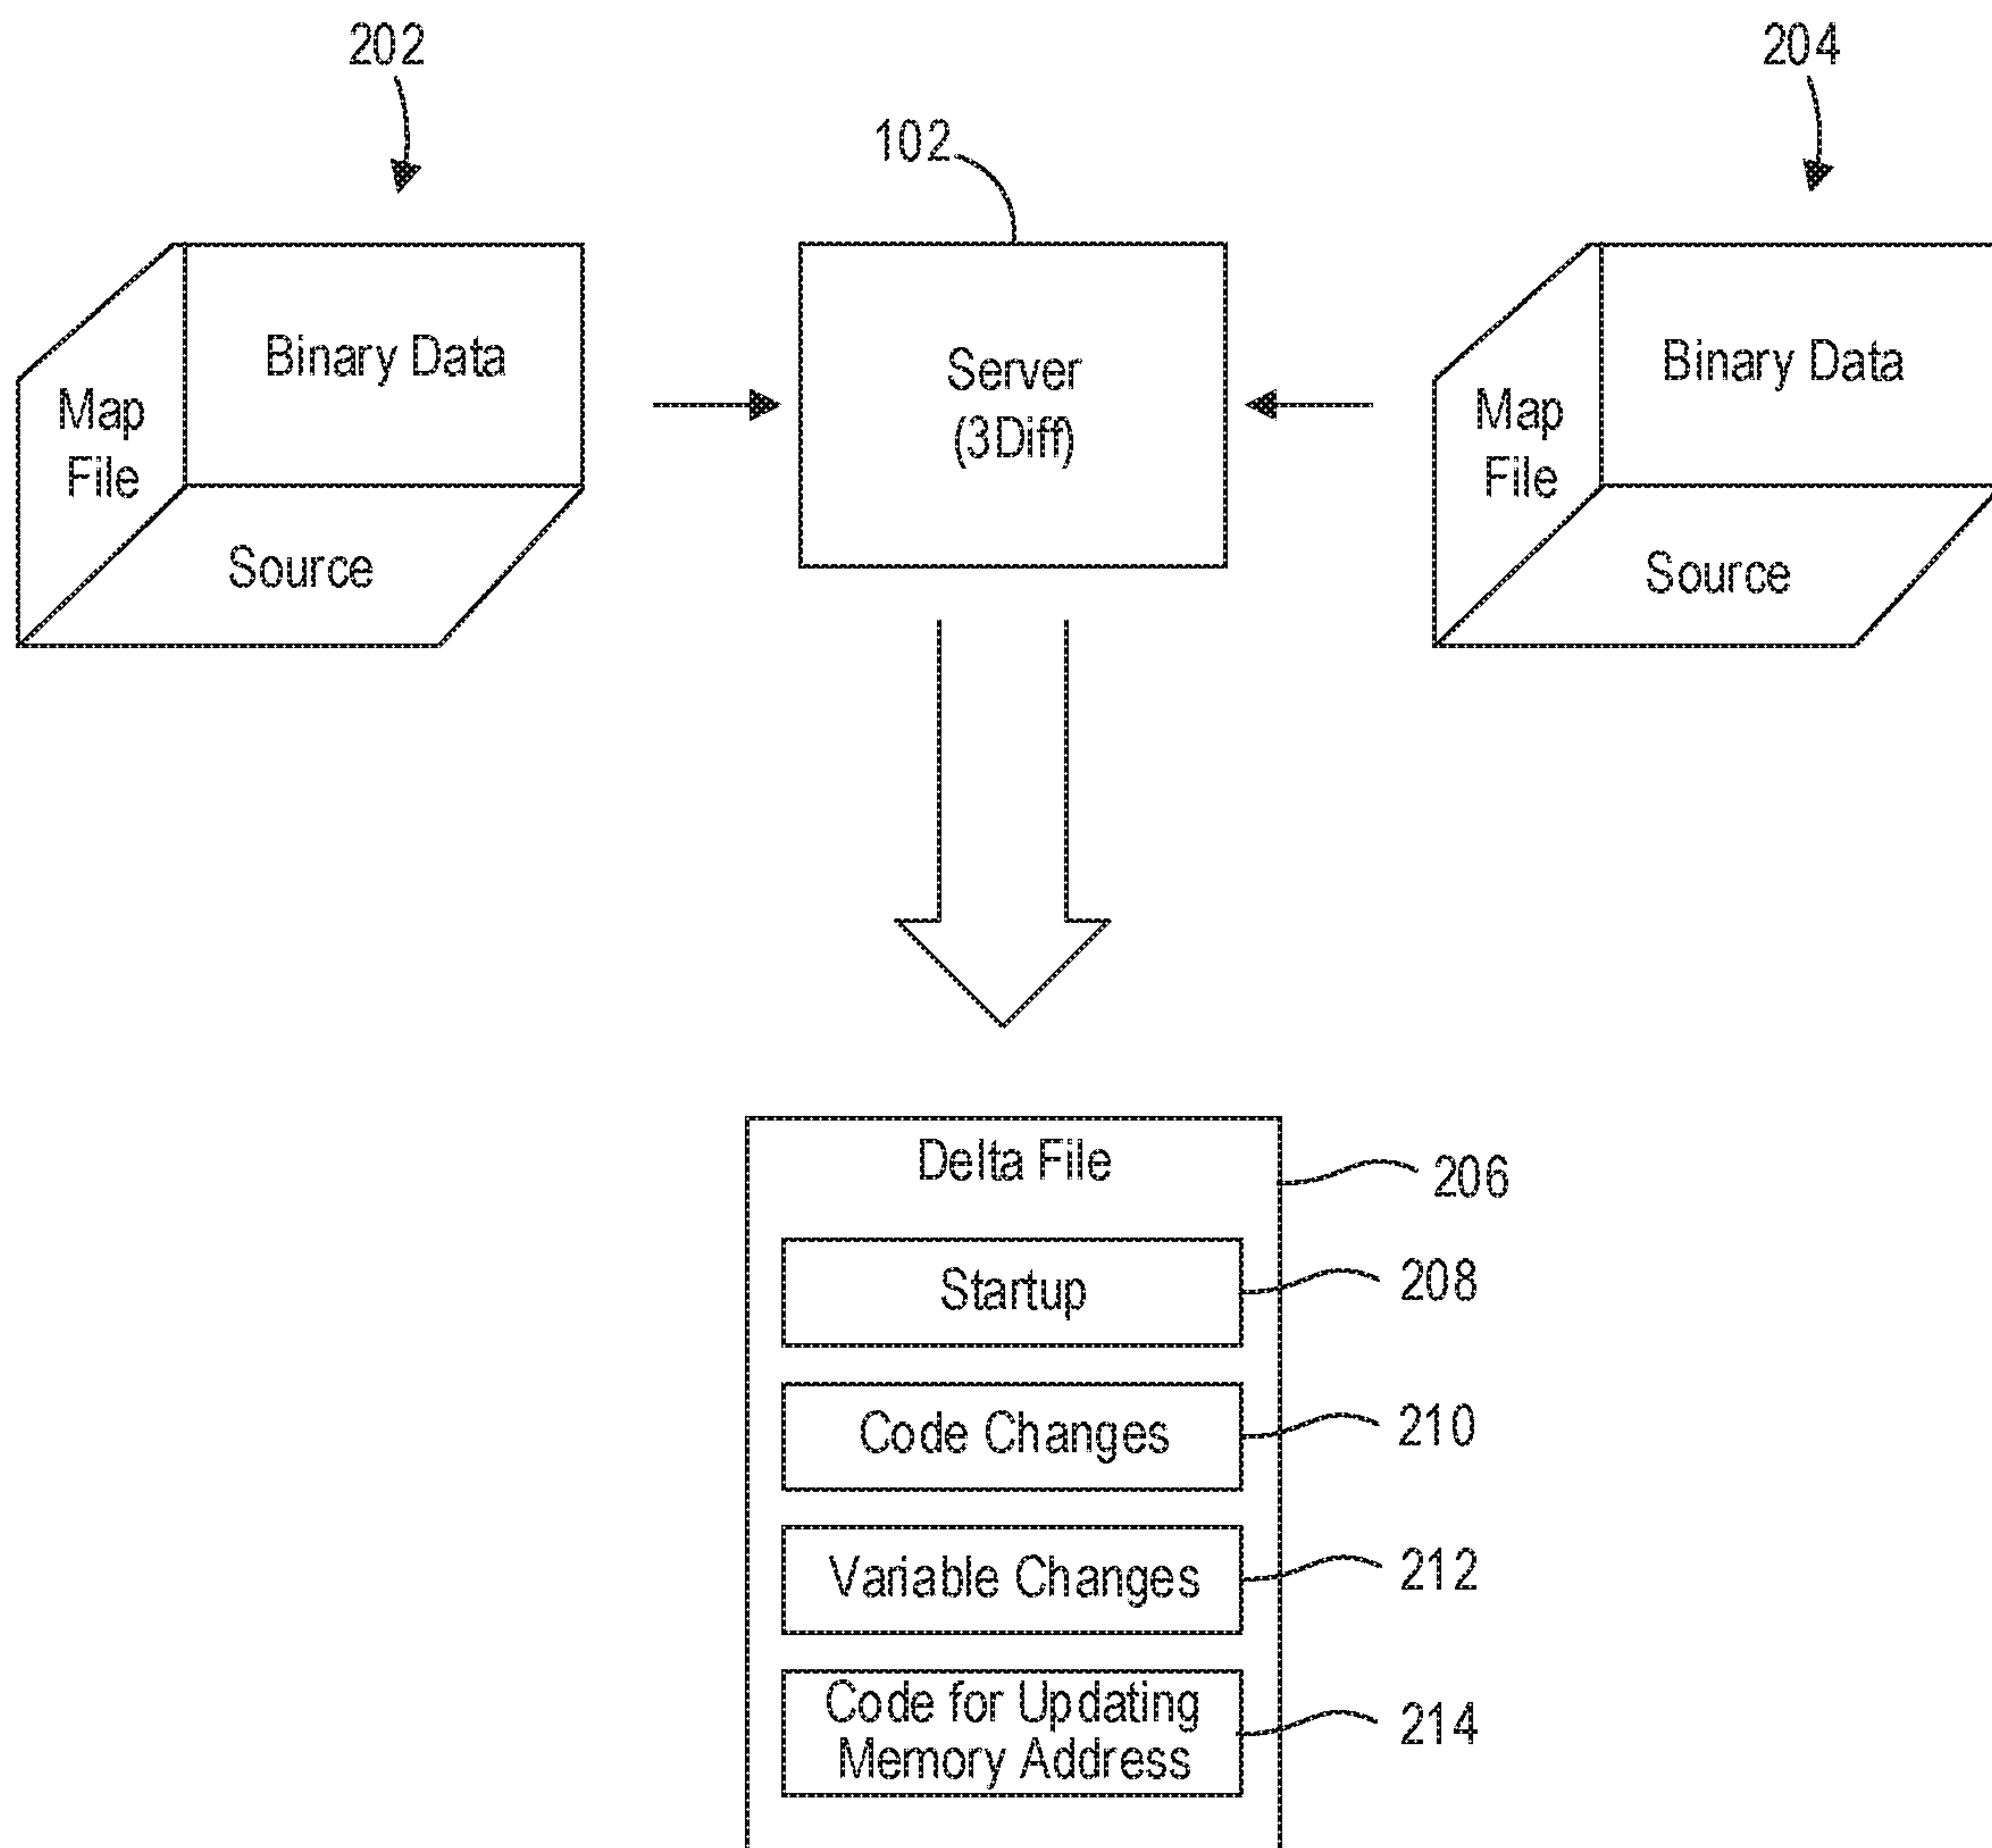 202
204
102
Binary Data
Map
File
Source
Server
(3Diff)
Binary Data
Map
File
Source
Delta File
206
Startup
208
Code Changes
210
Variable Changes
212
Code for Updating
Memory Address
214